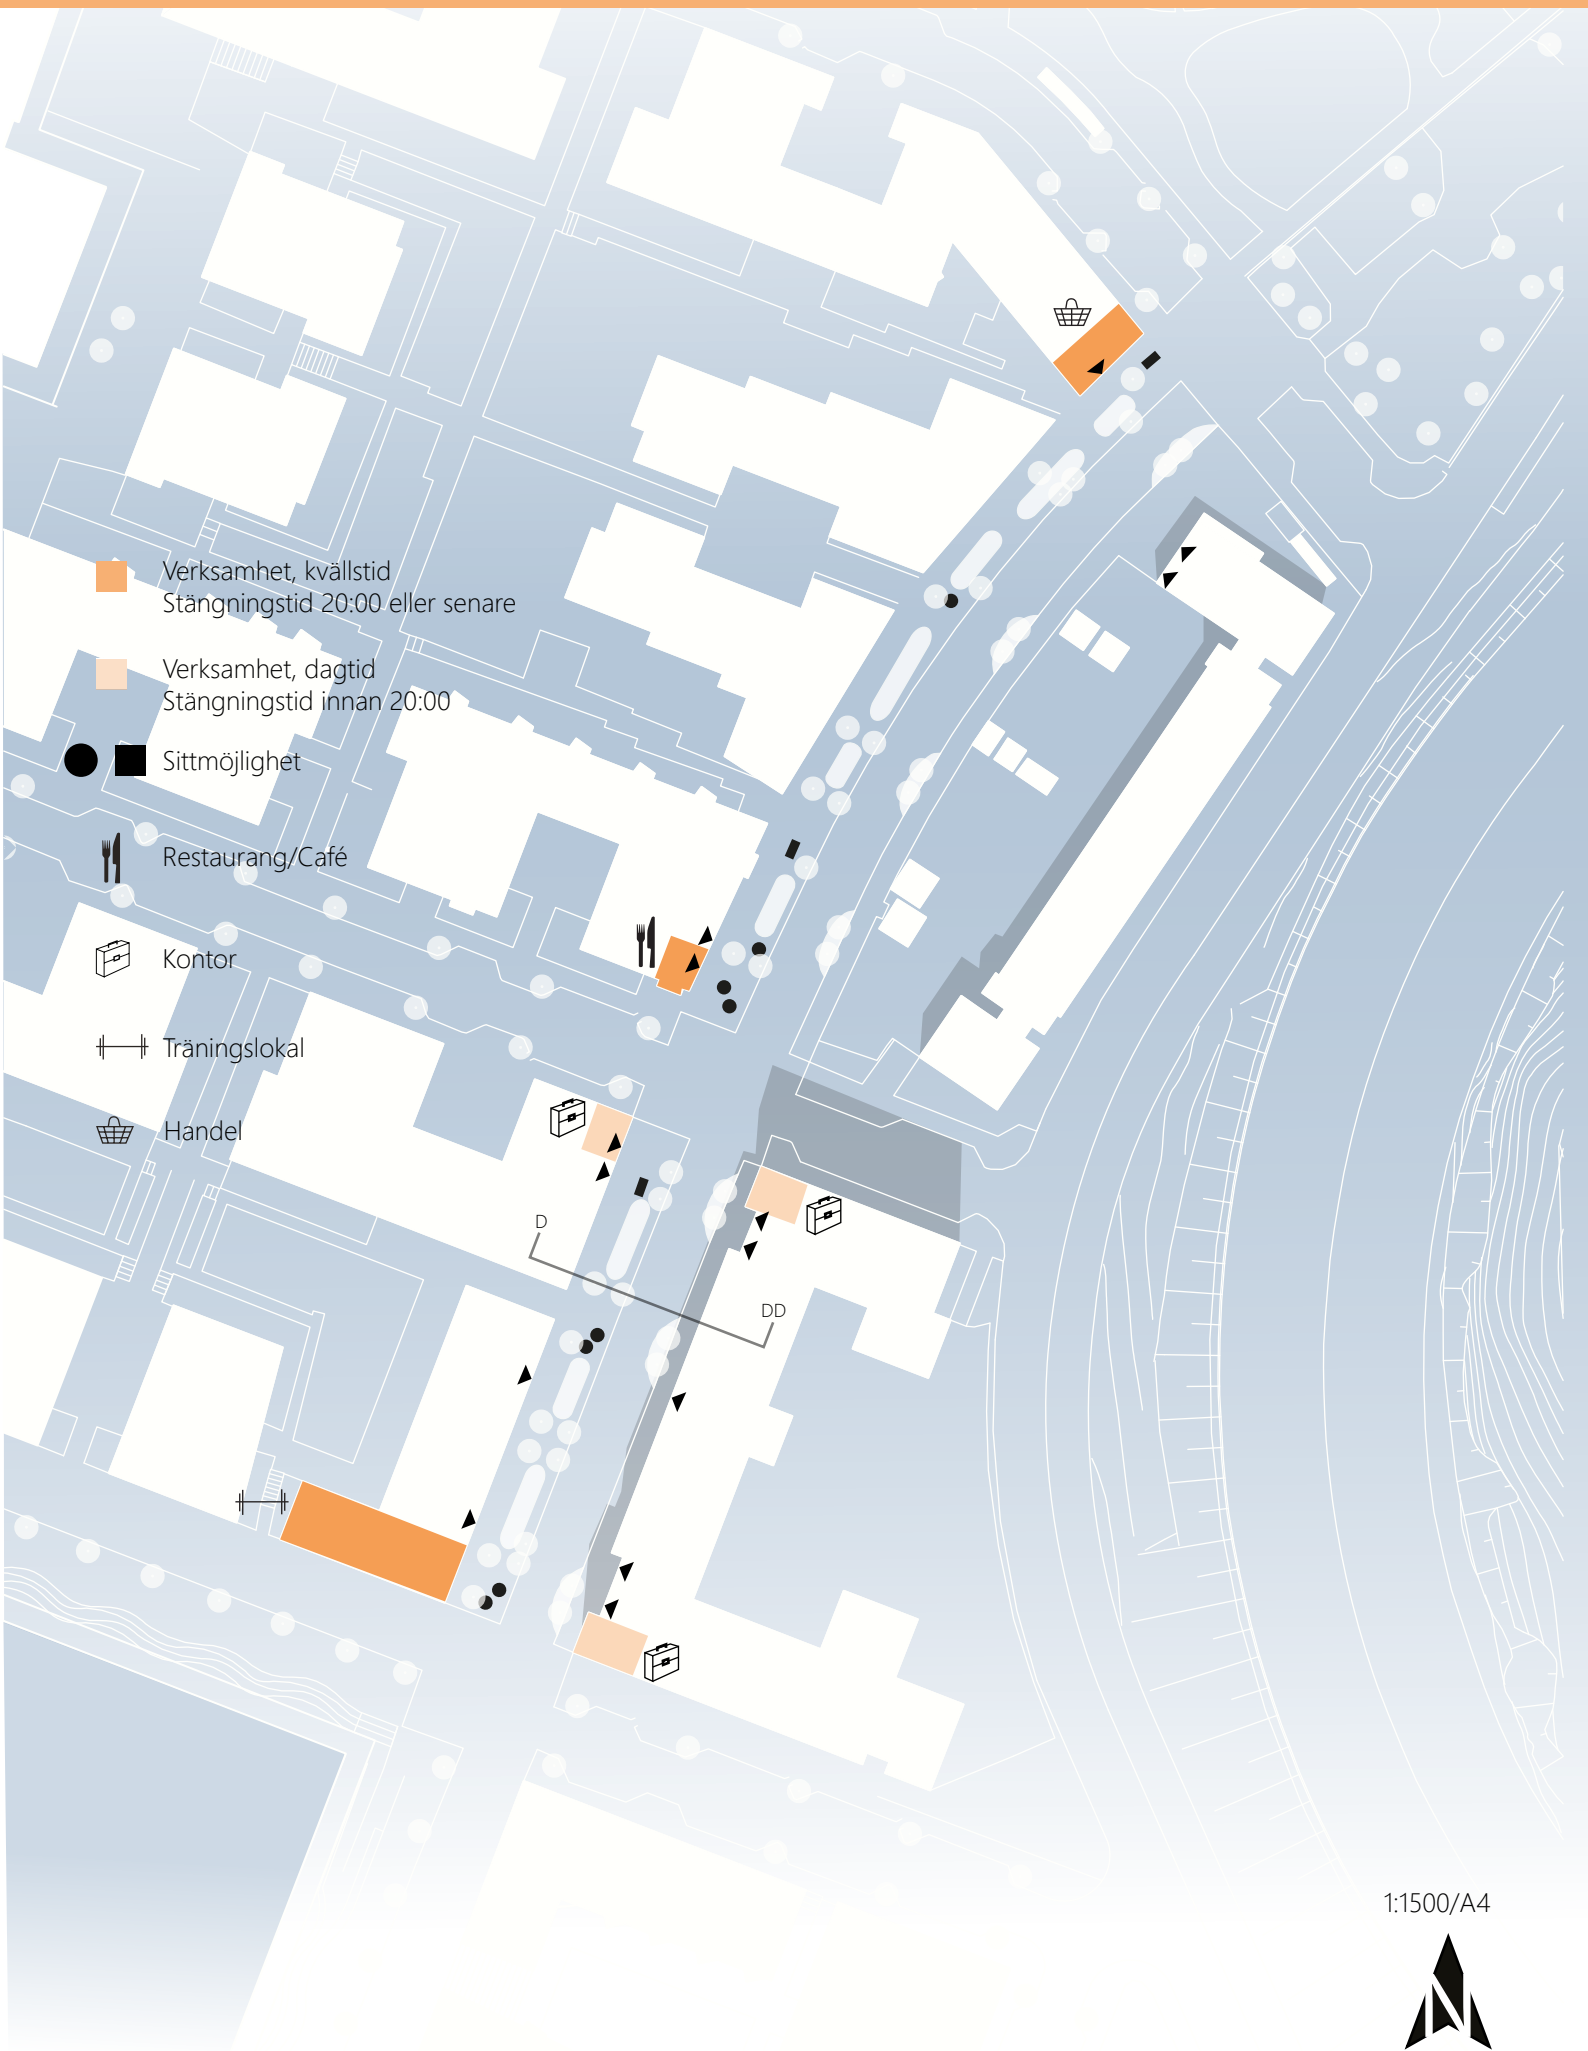 Verksamhet, kvällstid
Stängningstid 20:00 eller senare
Verksamhet, dagtid
Stängningstid innan 20:00
Sittmöjlighet
Restaurang/Café
Kontor
Träningslokal
Handel
D
DD
1:1500/A4
N